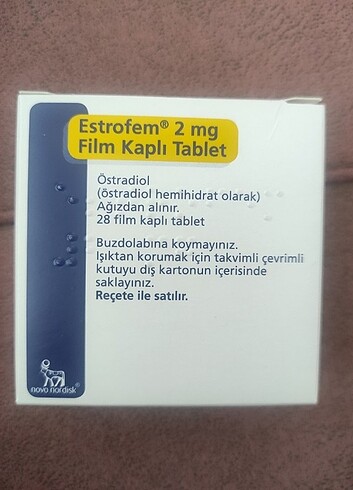 Estrofem® 2 mg
Film Kaplı Tablet
Östradiol
(östradiol hemihidrat olarak)
Ağızdan alınır.
28 film kaplı tablet
Buzdolabına koymayınız.
Işıktan korumak için takvimli çevrimli
kutuyu dış kartonun içerisinde
saklayınız.
Reçete ile satılır.
novo nordisk®